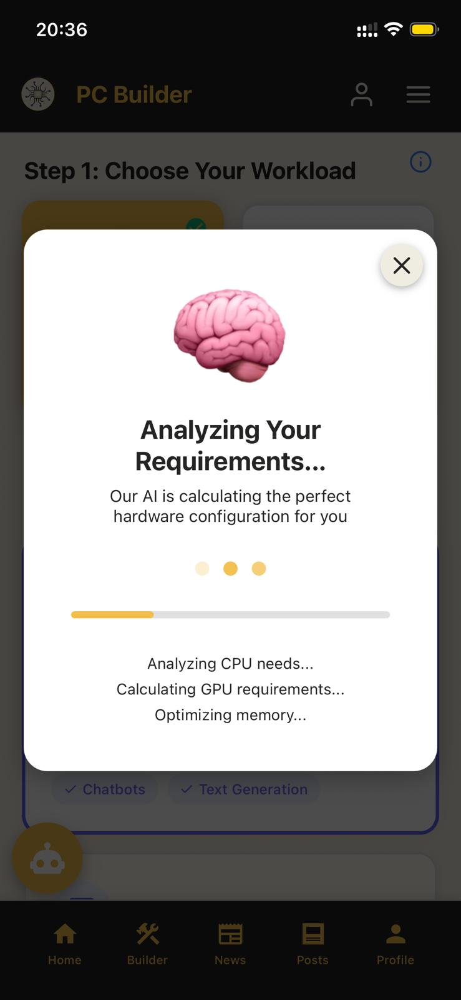 20:36
PC Builder
Step 1: Choose Your Workload
Analyzing Your
Requirements...
Our AI is calculating the perfect
hardware configuration for you
Analyzing CPU needs...
Calculating GPU requirements...
Optimizing memory...
Chatbots
Text Generation
Home
Builder
News
Posts
Profile